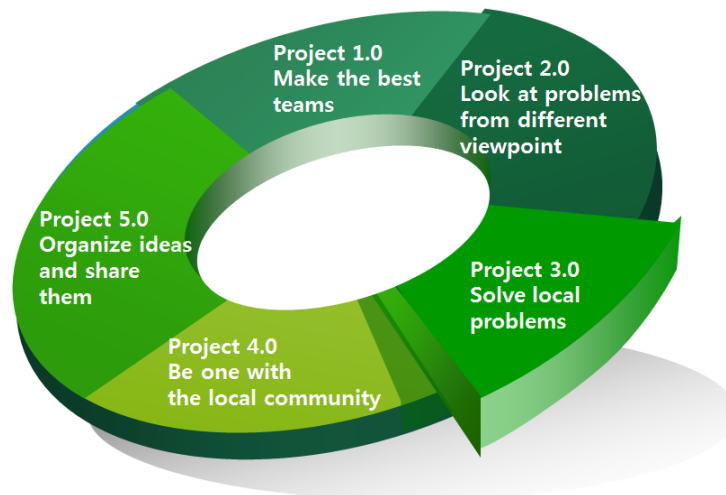 Project 1.0
Make the best
teams
Project 2.0
Look at problems
from different
viewpoint
Project 3.0
Solve local
problems
Project 4.0
Be one with
the local community
Project 5.0
Organize ideas
and share
them